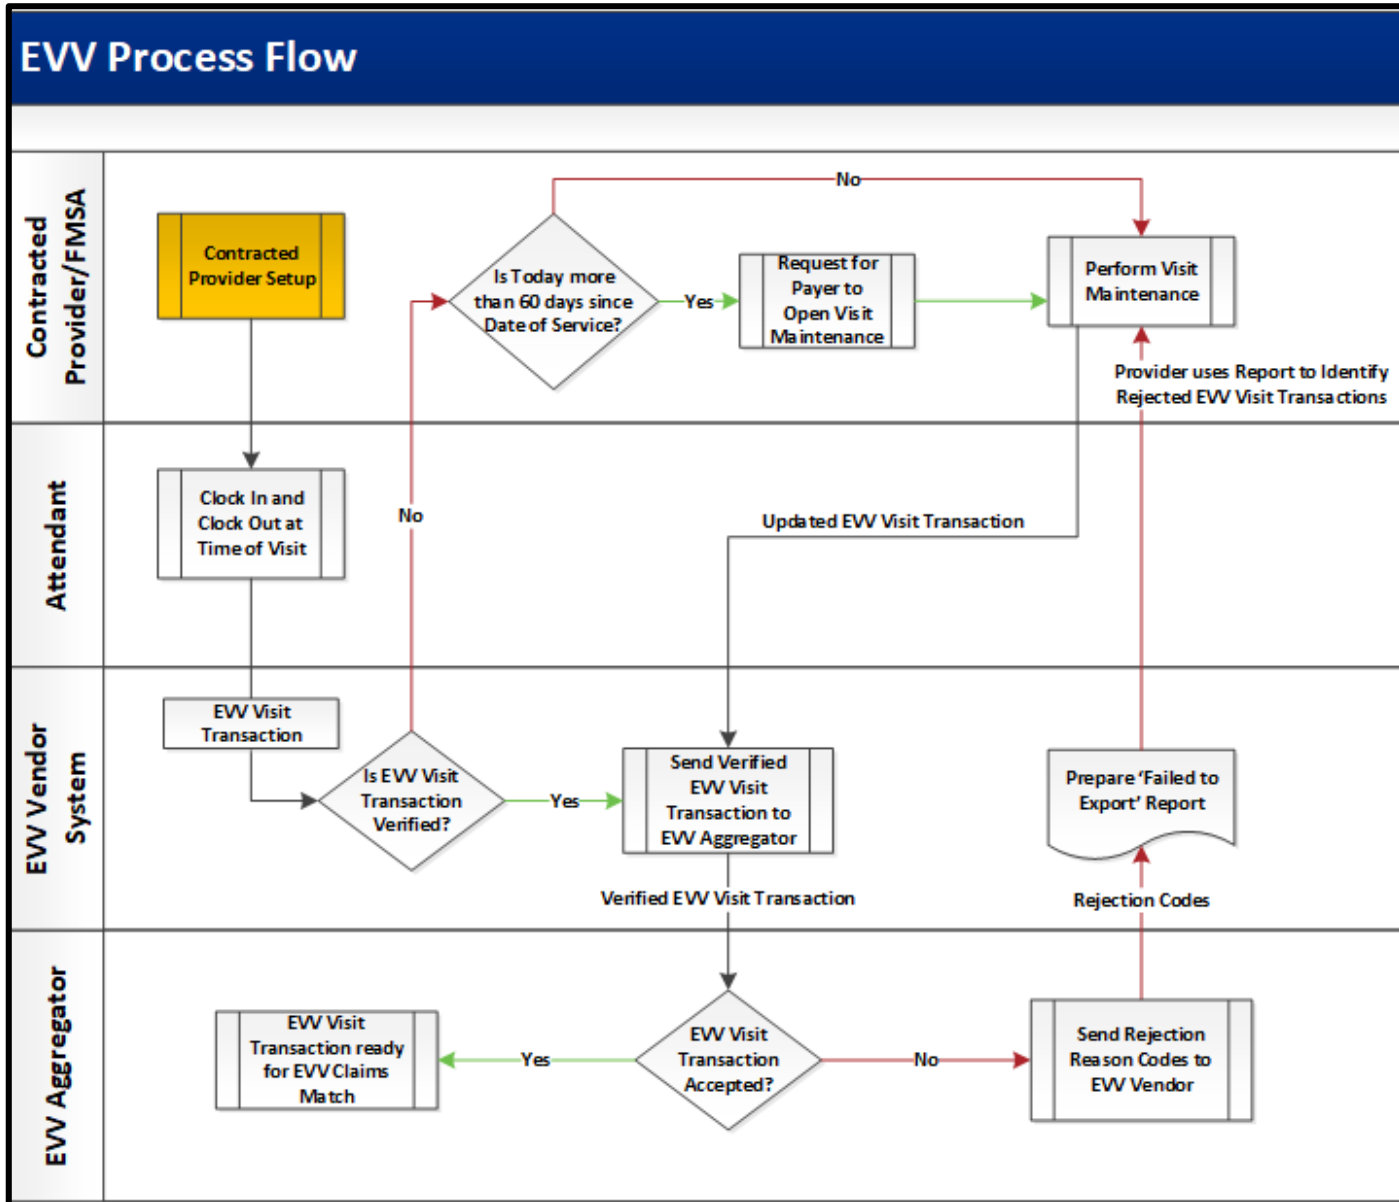 EVV Process Flow
Contracted
Provider/FMSA
Contracted
Provider Setup
Is Today more
than 60 days since
Date of Service?
No
Yes
Request for
Payer to
Open Visit
Maintenance
Perform Visit
Maintenance
Provider uses Report to Identify
Rejected EVV Visit Transactions
Attendant
Clock In and
Clock Out at
Time of Visit
No
Updated EVV Visit Transaction
EVV Vendor
System
EVV Visit
Transaction
Is EVV Visit
Transaction
Verified?
Yes
Send Verified
EVV Visit
Transaction to
EVV Aggregator
Prepare ‘Failed to
Export’ Report
Verified EVV Visit Transaction
Rejection Codes
EVV Aggregator
EVV Visit
Transaction ready
for EVV Claims
Match
Yes
EVV Visit
Transaction
Accepted?
No
Send Rejection
Reason Codes to
EVV Vendor